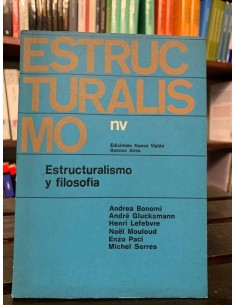 ESTRUC
TURALIS
MO
nv
Ediciones Nueva Visión
Buenos Aires
Estructuralismo
y filosofía
Andrea Bonomi
André Glucksmann
Henri Lefebvre
Noël Mouloud
Enzo Paci
Michel Serres